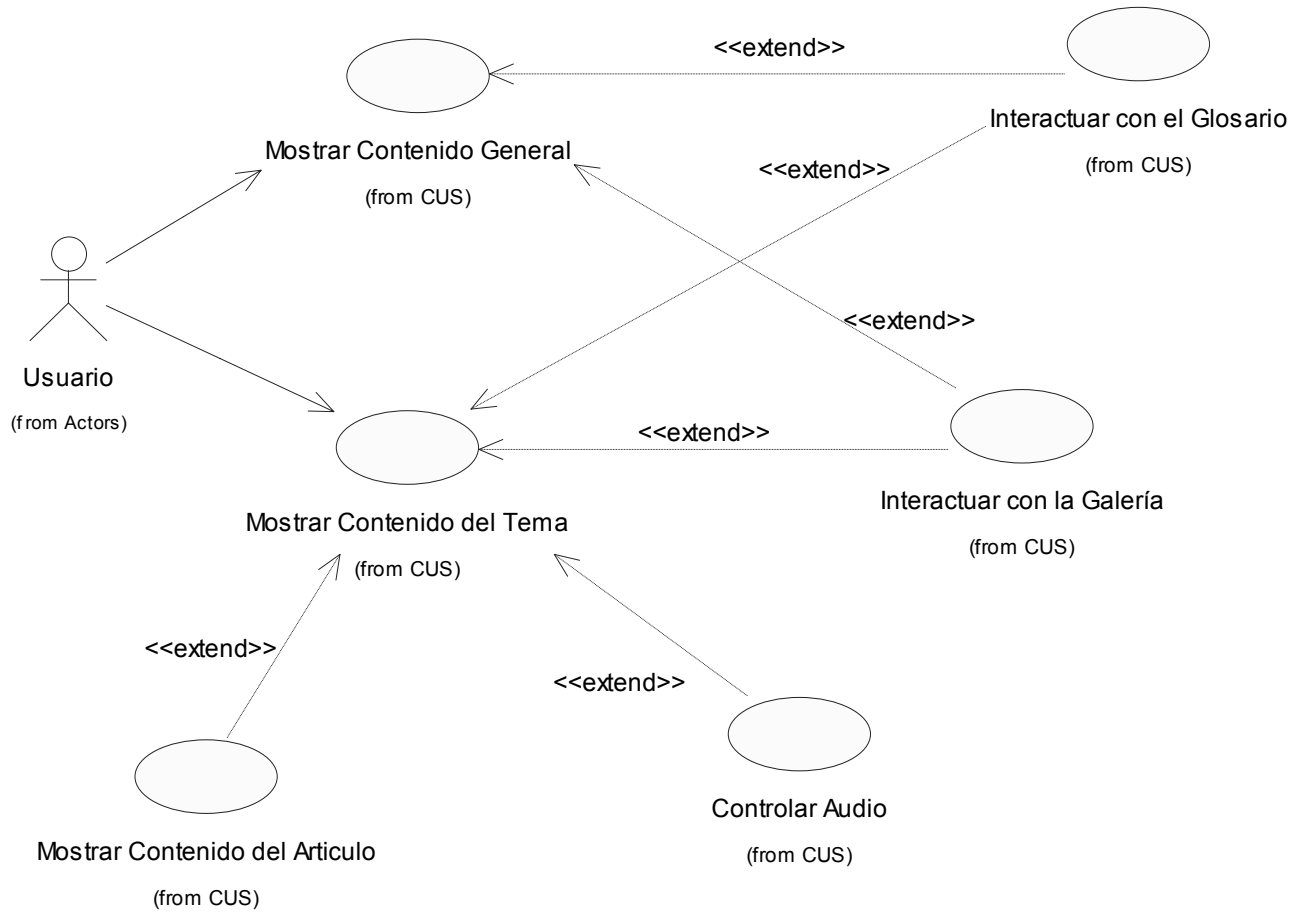 <<extend>>
Interactuar con el Glosario
(from CUS)
Mostrar Contenido General
(from CUS)
<<extend>>
<<extend>>
Usuario
(from Actors)
<<extend>>
Interactuar con la Galería
(from CUS)
Mostrar Contenido del Tema
(from CUS)
<<extend>>
<<extend>>
Controlar Audio
(from CUS)
Mostrar Contenido del Articulo
(from CUS)